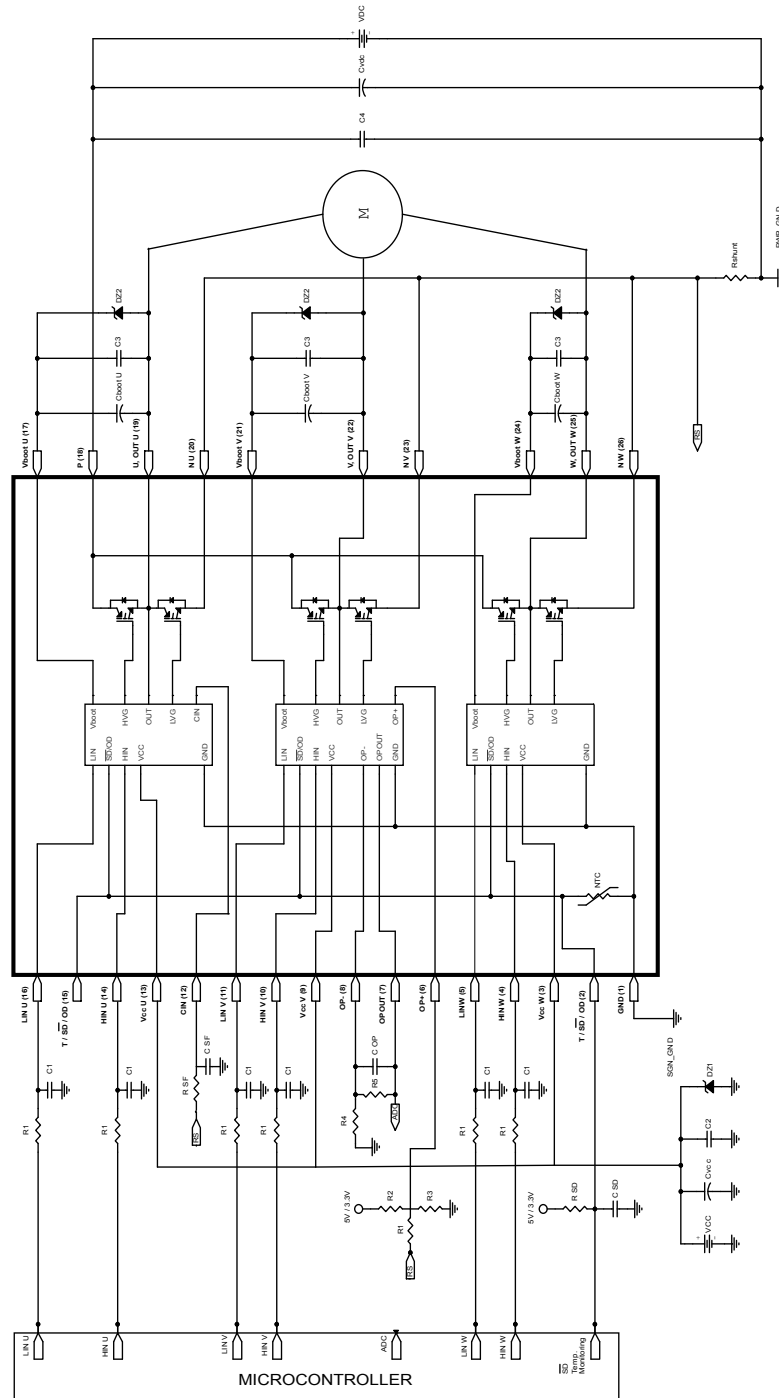 VDC
+
-
Cvdc
C4
M
Rshunt
PWR_GND
DZ2
C3
Cboot U
DZ2
C3
Cboot V
DZ2
C3
Cboot W
RS
Vboot U (17)
P (18)
U, OUT U (19)
N U (20)
Vboot V (21)
V, OUT V (22)
N V (23)
Vboot W (24)
W, OUT W (25)
N W (26)
Vboot
HVG
OUT
LVG
CIN
LIN
SD/OD
HIN
VCC
GND
Vboot
HVG
OUT
LVG
OP+
LIN
SD/OD
HIN
VCC
OP-
OPOUT
GND
Vboot
HVG
OUT
LVG
LIN
SD/OD
HIN
VCC
GND
NTC
LIN U (16)
T / SD / OD (15)
HIN U (14)
Vcc U (13)
CIN (12)
LIN V (11)
HIN V (10)
Vcc V (9)
OP- (8)
OPOUT (7)
OP+ (6)
LIN W (5)
HIN W (4)
Vcc W (3)
T / SD / OD (2)
GND (1)
SGN_GND
C1
R1
C1
R1
C SF
R SF
RS
C1
R1
C1
R1
C OP
R5
R4
ADC
5V / 3.3V
R2
R3
R1
RS
C1
R1
C1
R1
5V / 3.3V
R SD
C SD
DZ1
C2
Cvcc
VCC
+
-
LIN U
HIN U
LIN V
HIN V
ADC
LIN W
HIN W
SD
Temp.
Monitoring
MICROCONTROLLER